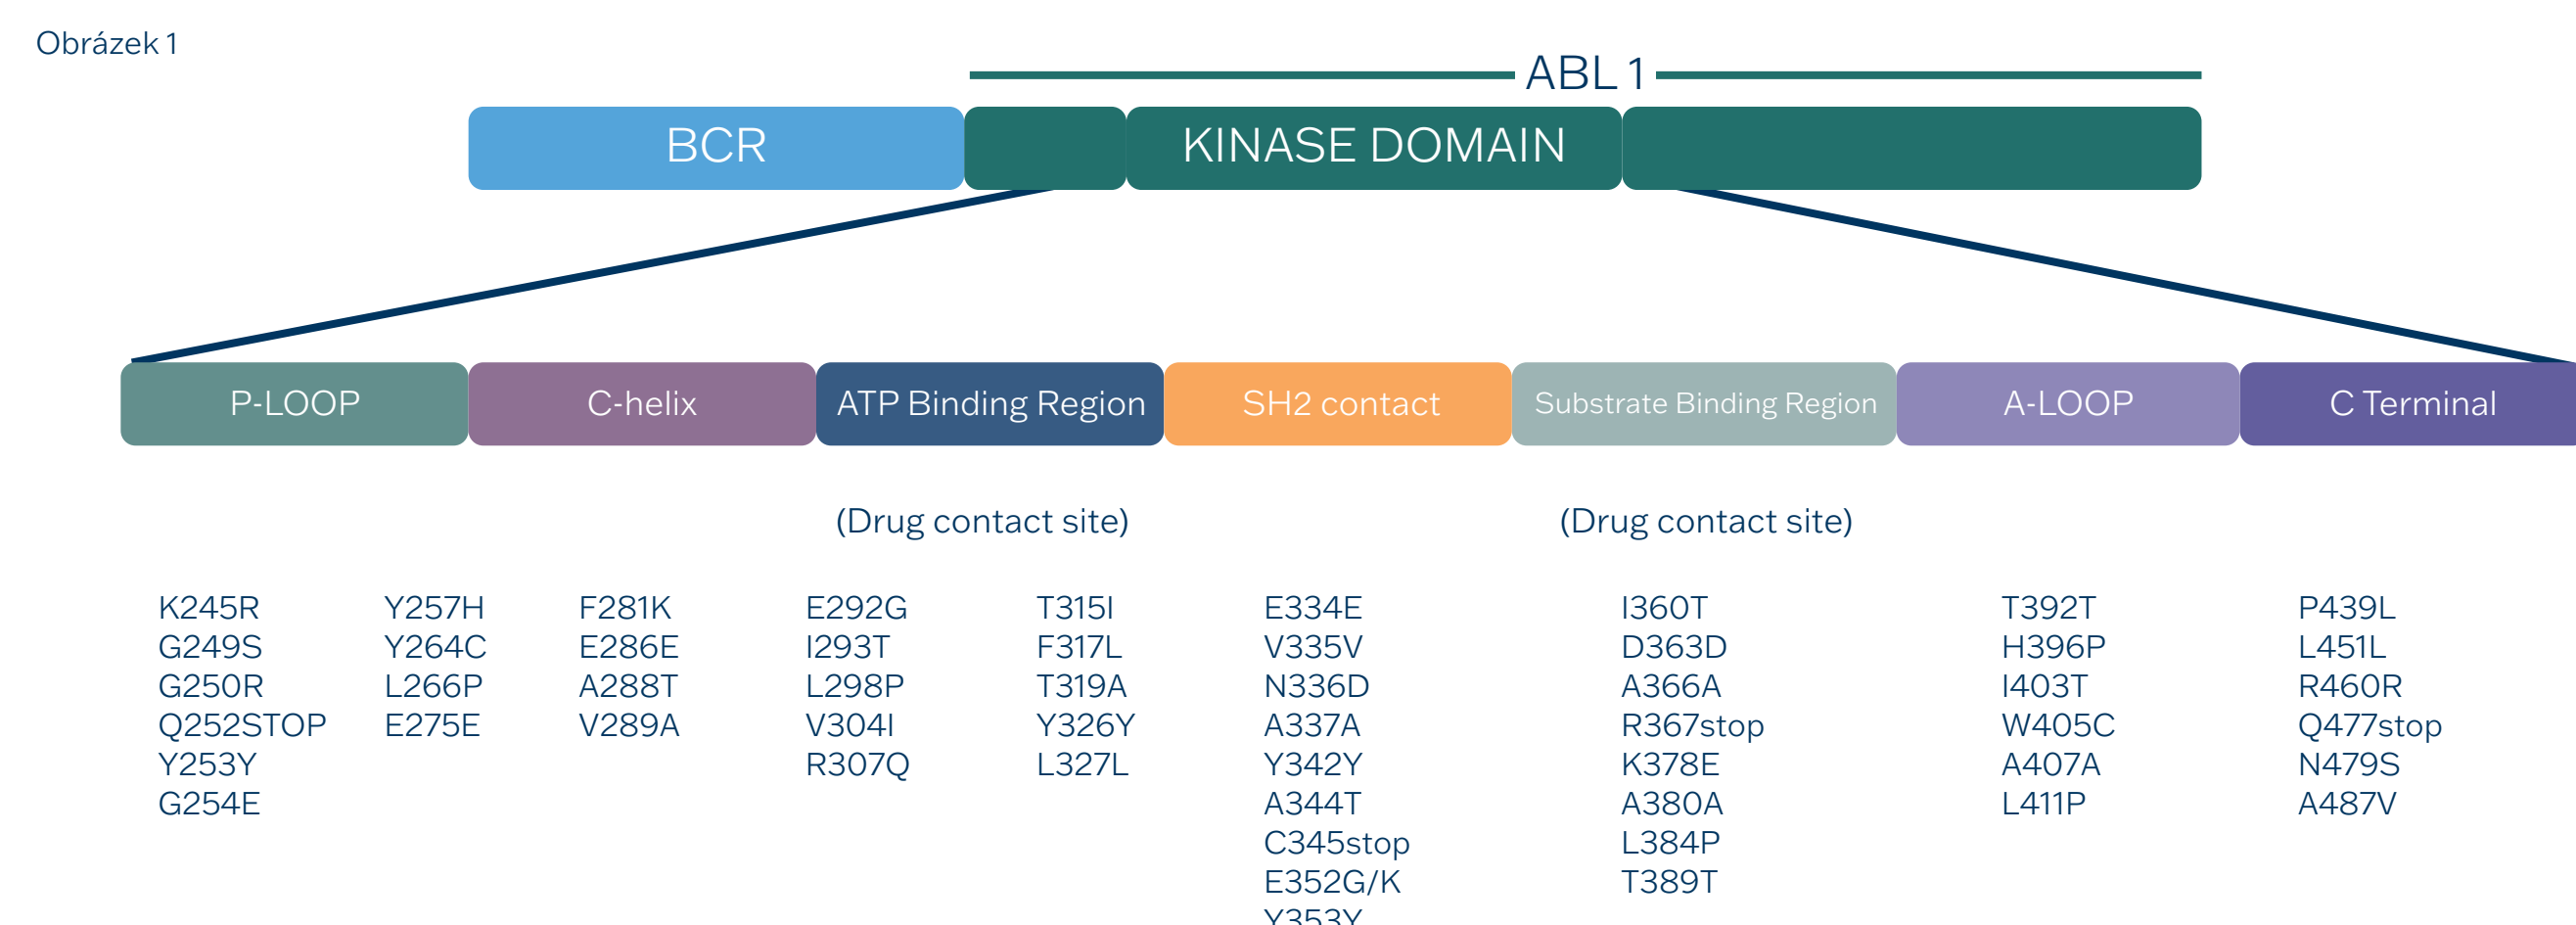 Obrázek 1
ABL 1
BCR
KINASE DOMAIN
P-LOOP
C-helix
ATP Binding Region
SH2 contact
Substrate Binding Region
A-LOOP
C Terminal
(Drug contact site)
(Drug contact site)
K245R
G249S
G250R
Q252STOP
Y253Y
G254E
Y257H
Y264C
L266P
E275E
F281K
E286E
A288T
V289A
E292G
I293T
L298P
V304I
R307Q
T315I
F317L
T319A
Y326Y
L327L
E334E
V335V
N336D
A337A
Y342Y
A344T
C345stop
E352G/K
Y353Y
I360T
D363D
A366A
R367stop
K378E
A380A
L384P
T389T
T392T
H396P
I403T
W405C
A407A
L411P
P439L
L451L
R460R
Q477stop
N479S
A487V